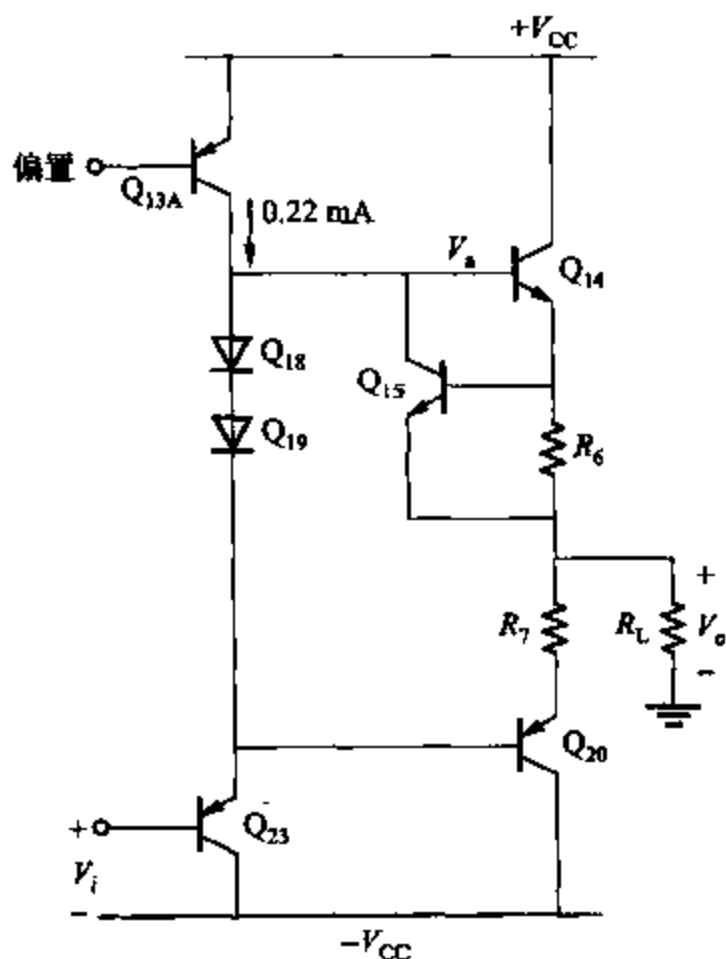 +V_CC
偏置
Q_13A
0.22 mA
V_a
Q_14
Q_18
Q_15
Q_19
R_6
+
R_7
R_L
V_o
-
Q_20
+
Q_23
V_i
-
-V_CC